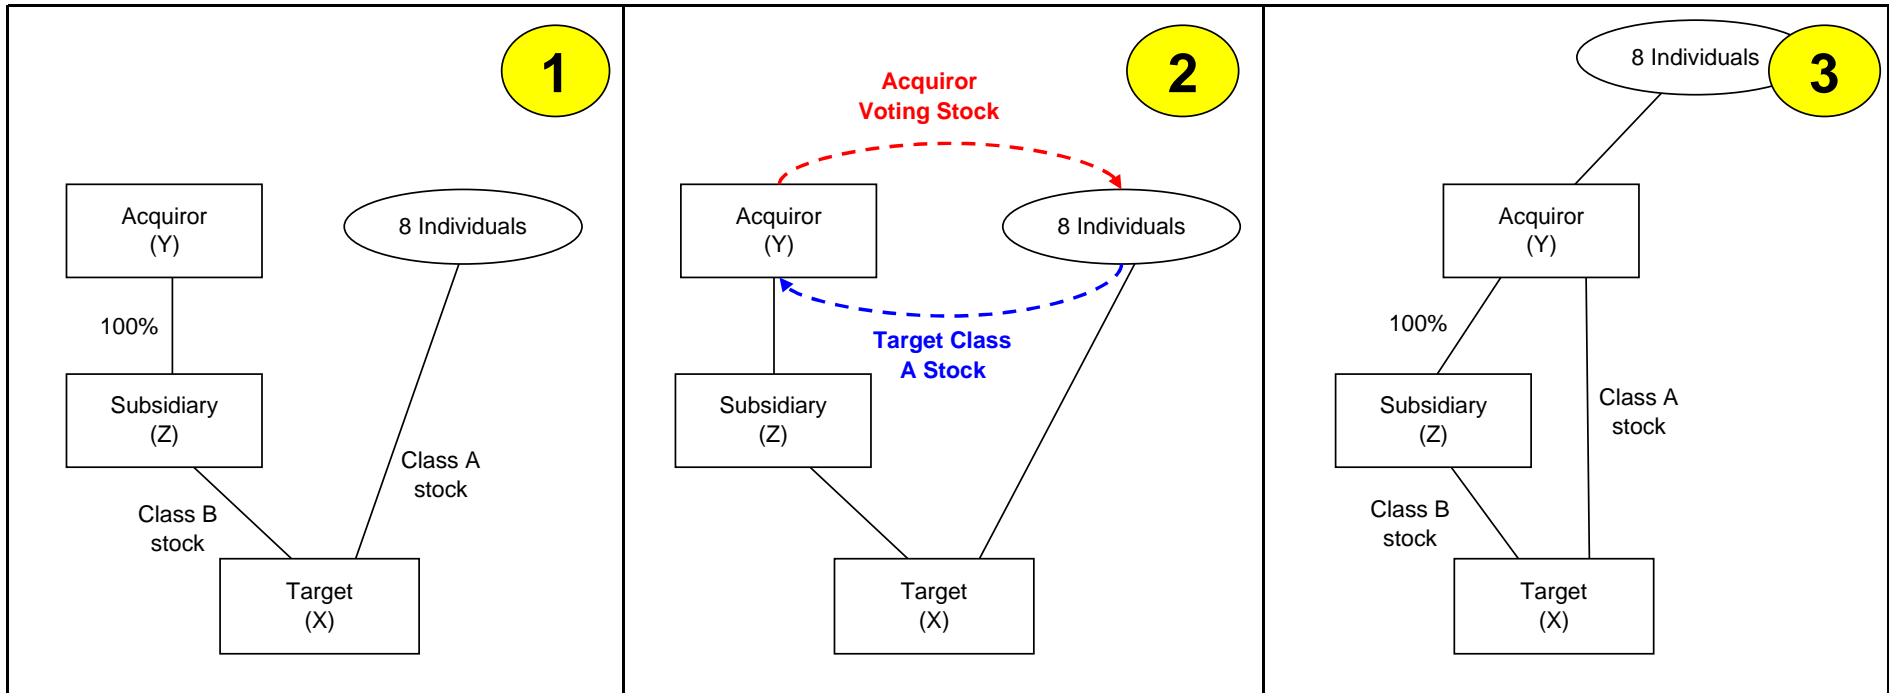 1
Acquiror
(Y)
8 Individuals
100%
Subsidiary
(Z)
Class A
stock
Class B
stock
Target
(X)
2
Acquiror
Voting Stock
Acquiror
(Y)
8 Individuals
Target Class
A Stock
Subsidiary
(Z)
Target
(X)
8 Individuals
3
Acquiror
(Y)
100%
Subsidiary
(Z)
Class A
stock
Class B
stock
Target
(X)